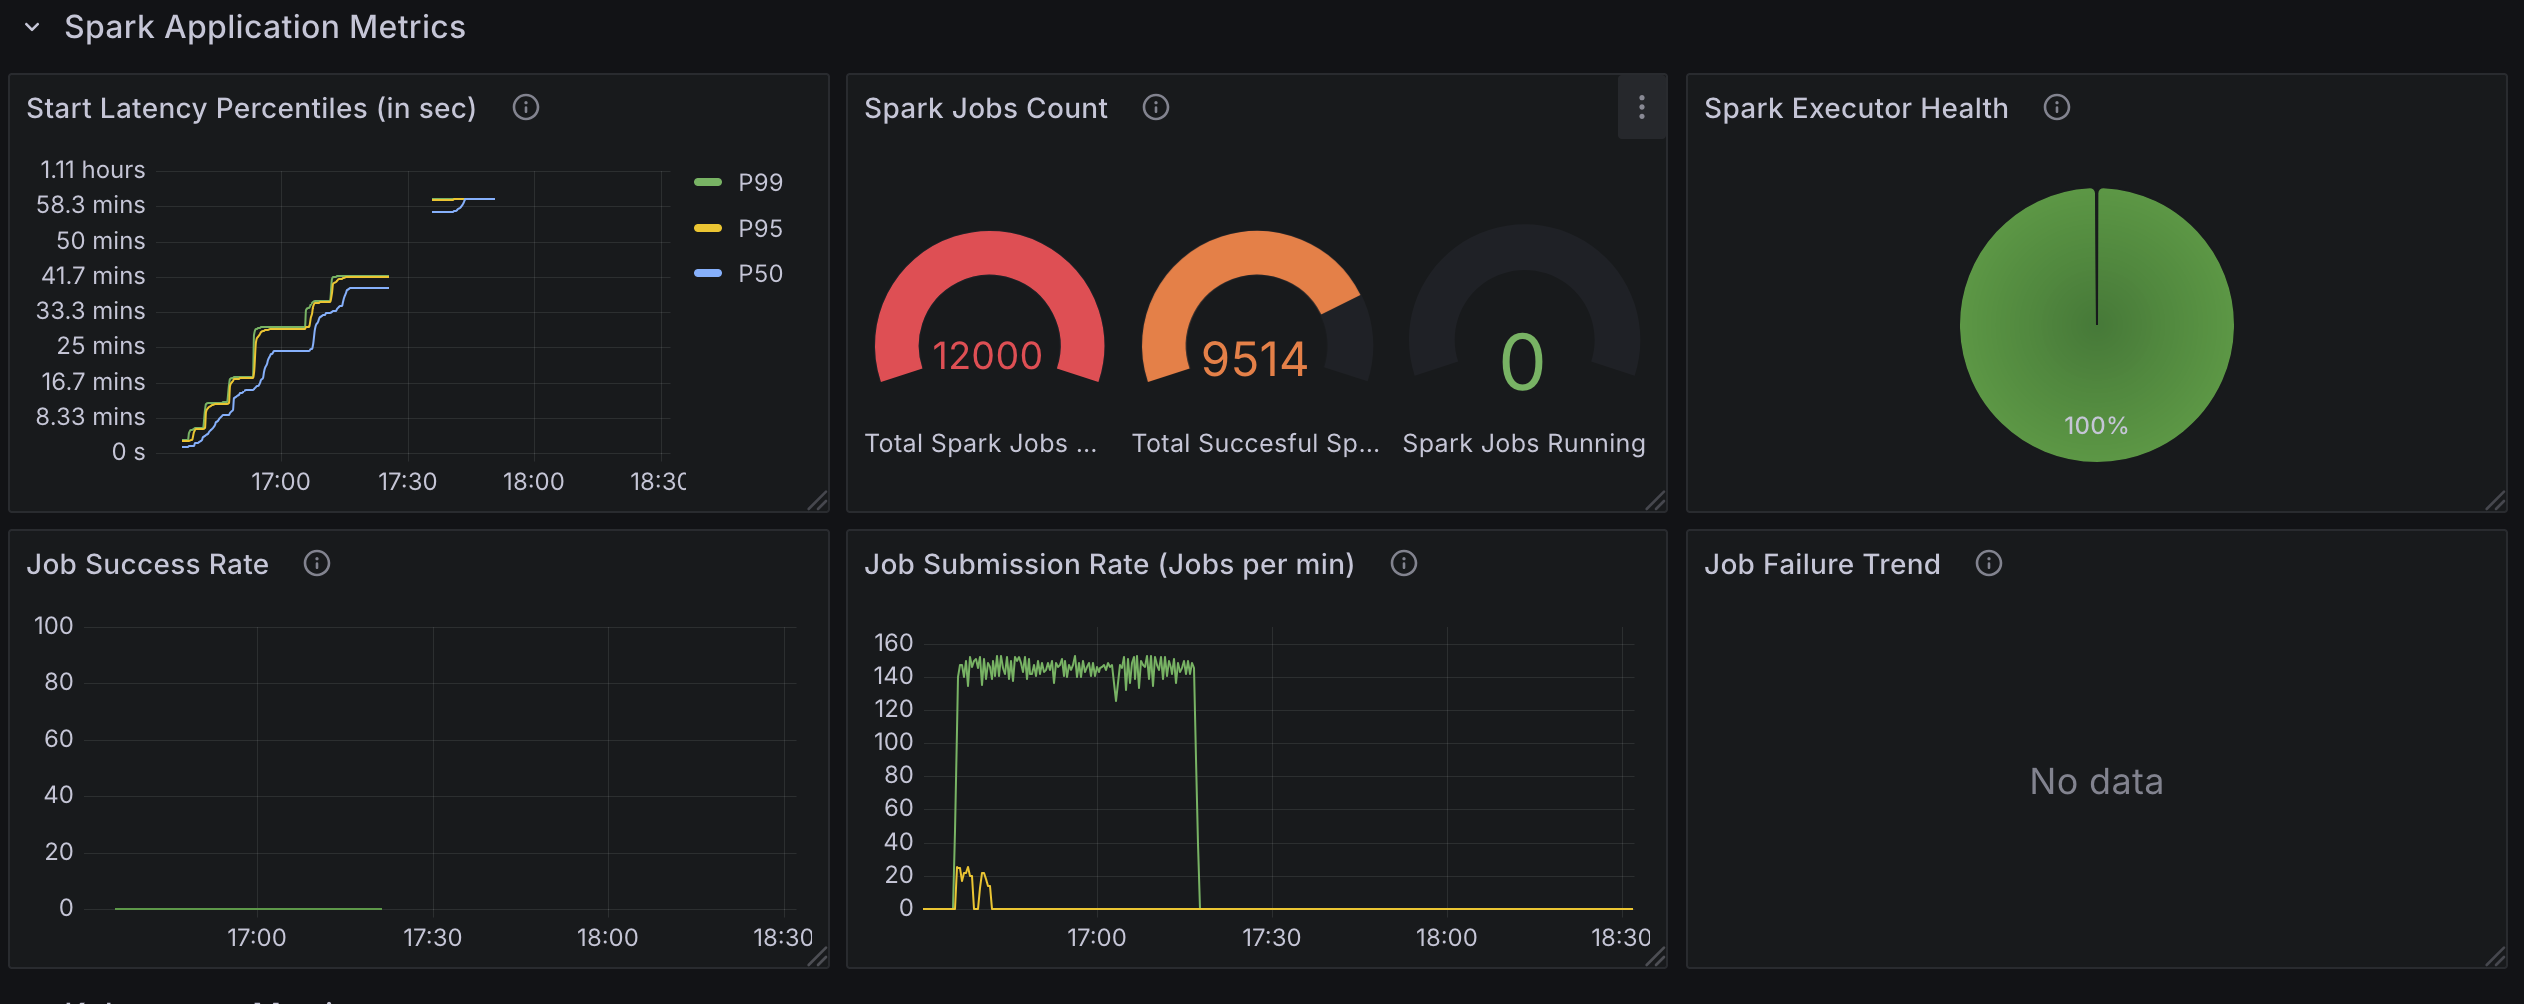 Spark Application Metrics
Start Latency Percentiles (in sec)
1.11 hours
58.3 mins
50 mins
41.7 mins
33.3 mins
25 mins
16.7 mins
8.33 mins
0 s
17:00 17:30 18:00 18:30
P99
P95
P50
Spark Jobs Count
12000
9514
0
Total Spark Jobs ...
Total Succesful Sp...
Spark Jobs Running
Spark Executor Health
100%
Job Success Rate
100
80
60
40
20
0
17:00 17:30 18:00 18:30
Job Submission Rate (Jobs per min)
160
140
120
100
80
60
40
20
0
17:00 17:30 18:00 18:30
Job Failure Trend
No data